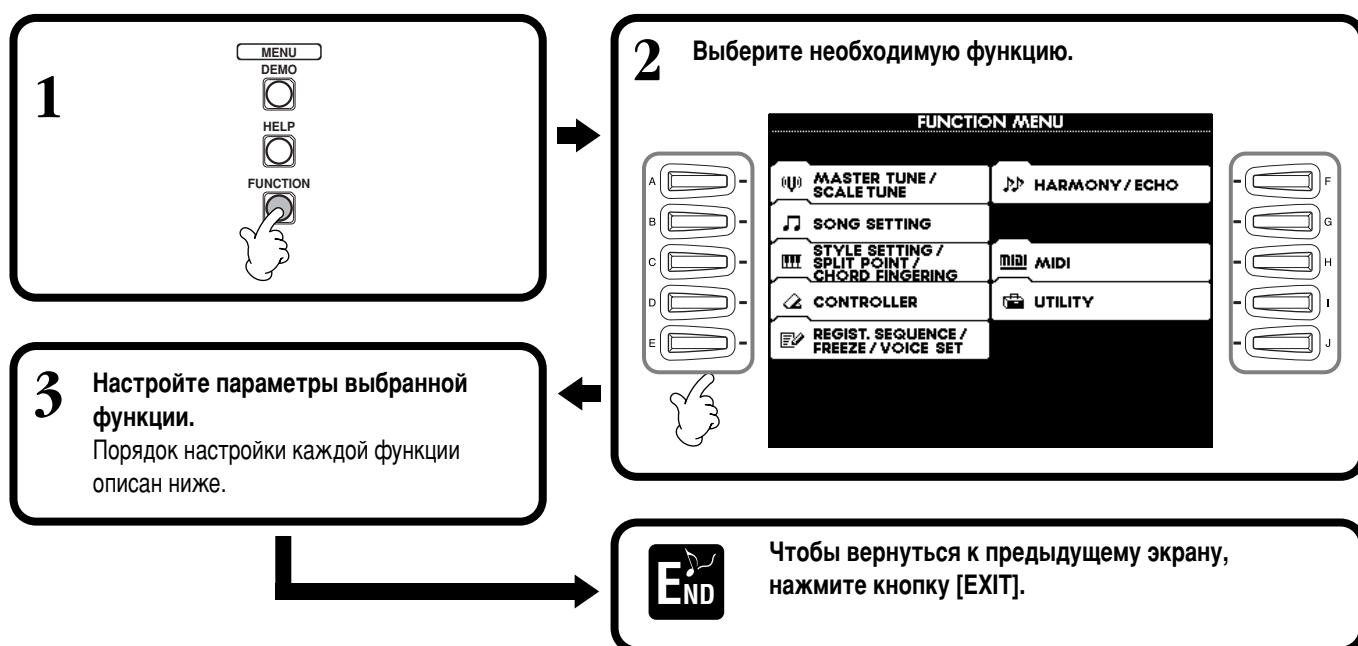 1
MENU
DEMO
HELP
FUNCTION
2 Выберите необходимую функцию.
FUNCTION MENU
A
B
C
D
E
MASTER TUNE /
SCALE TUNE
SONG SETTING
STYLE SETTING /
SPLIT POINT /
CHORD FINGERING
CONTROLLER
REGIST. SEQUENCE /
FREEZE / VOICE SET
HARMONY / ECHO
MIDI MIDI
UTILITY
F
G
H
I
J
3 Настройте параметры выбранной
функции.
Порядок настройки каждой функции
описан ниже.
END
Чтобы вернуться к предыдущему экрану,
нажмите кнопку [EXIT].